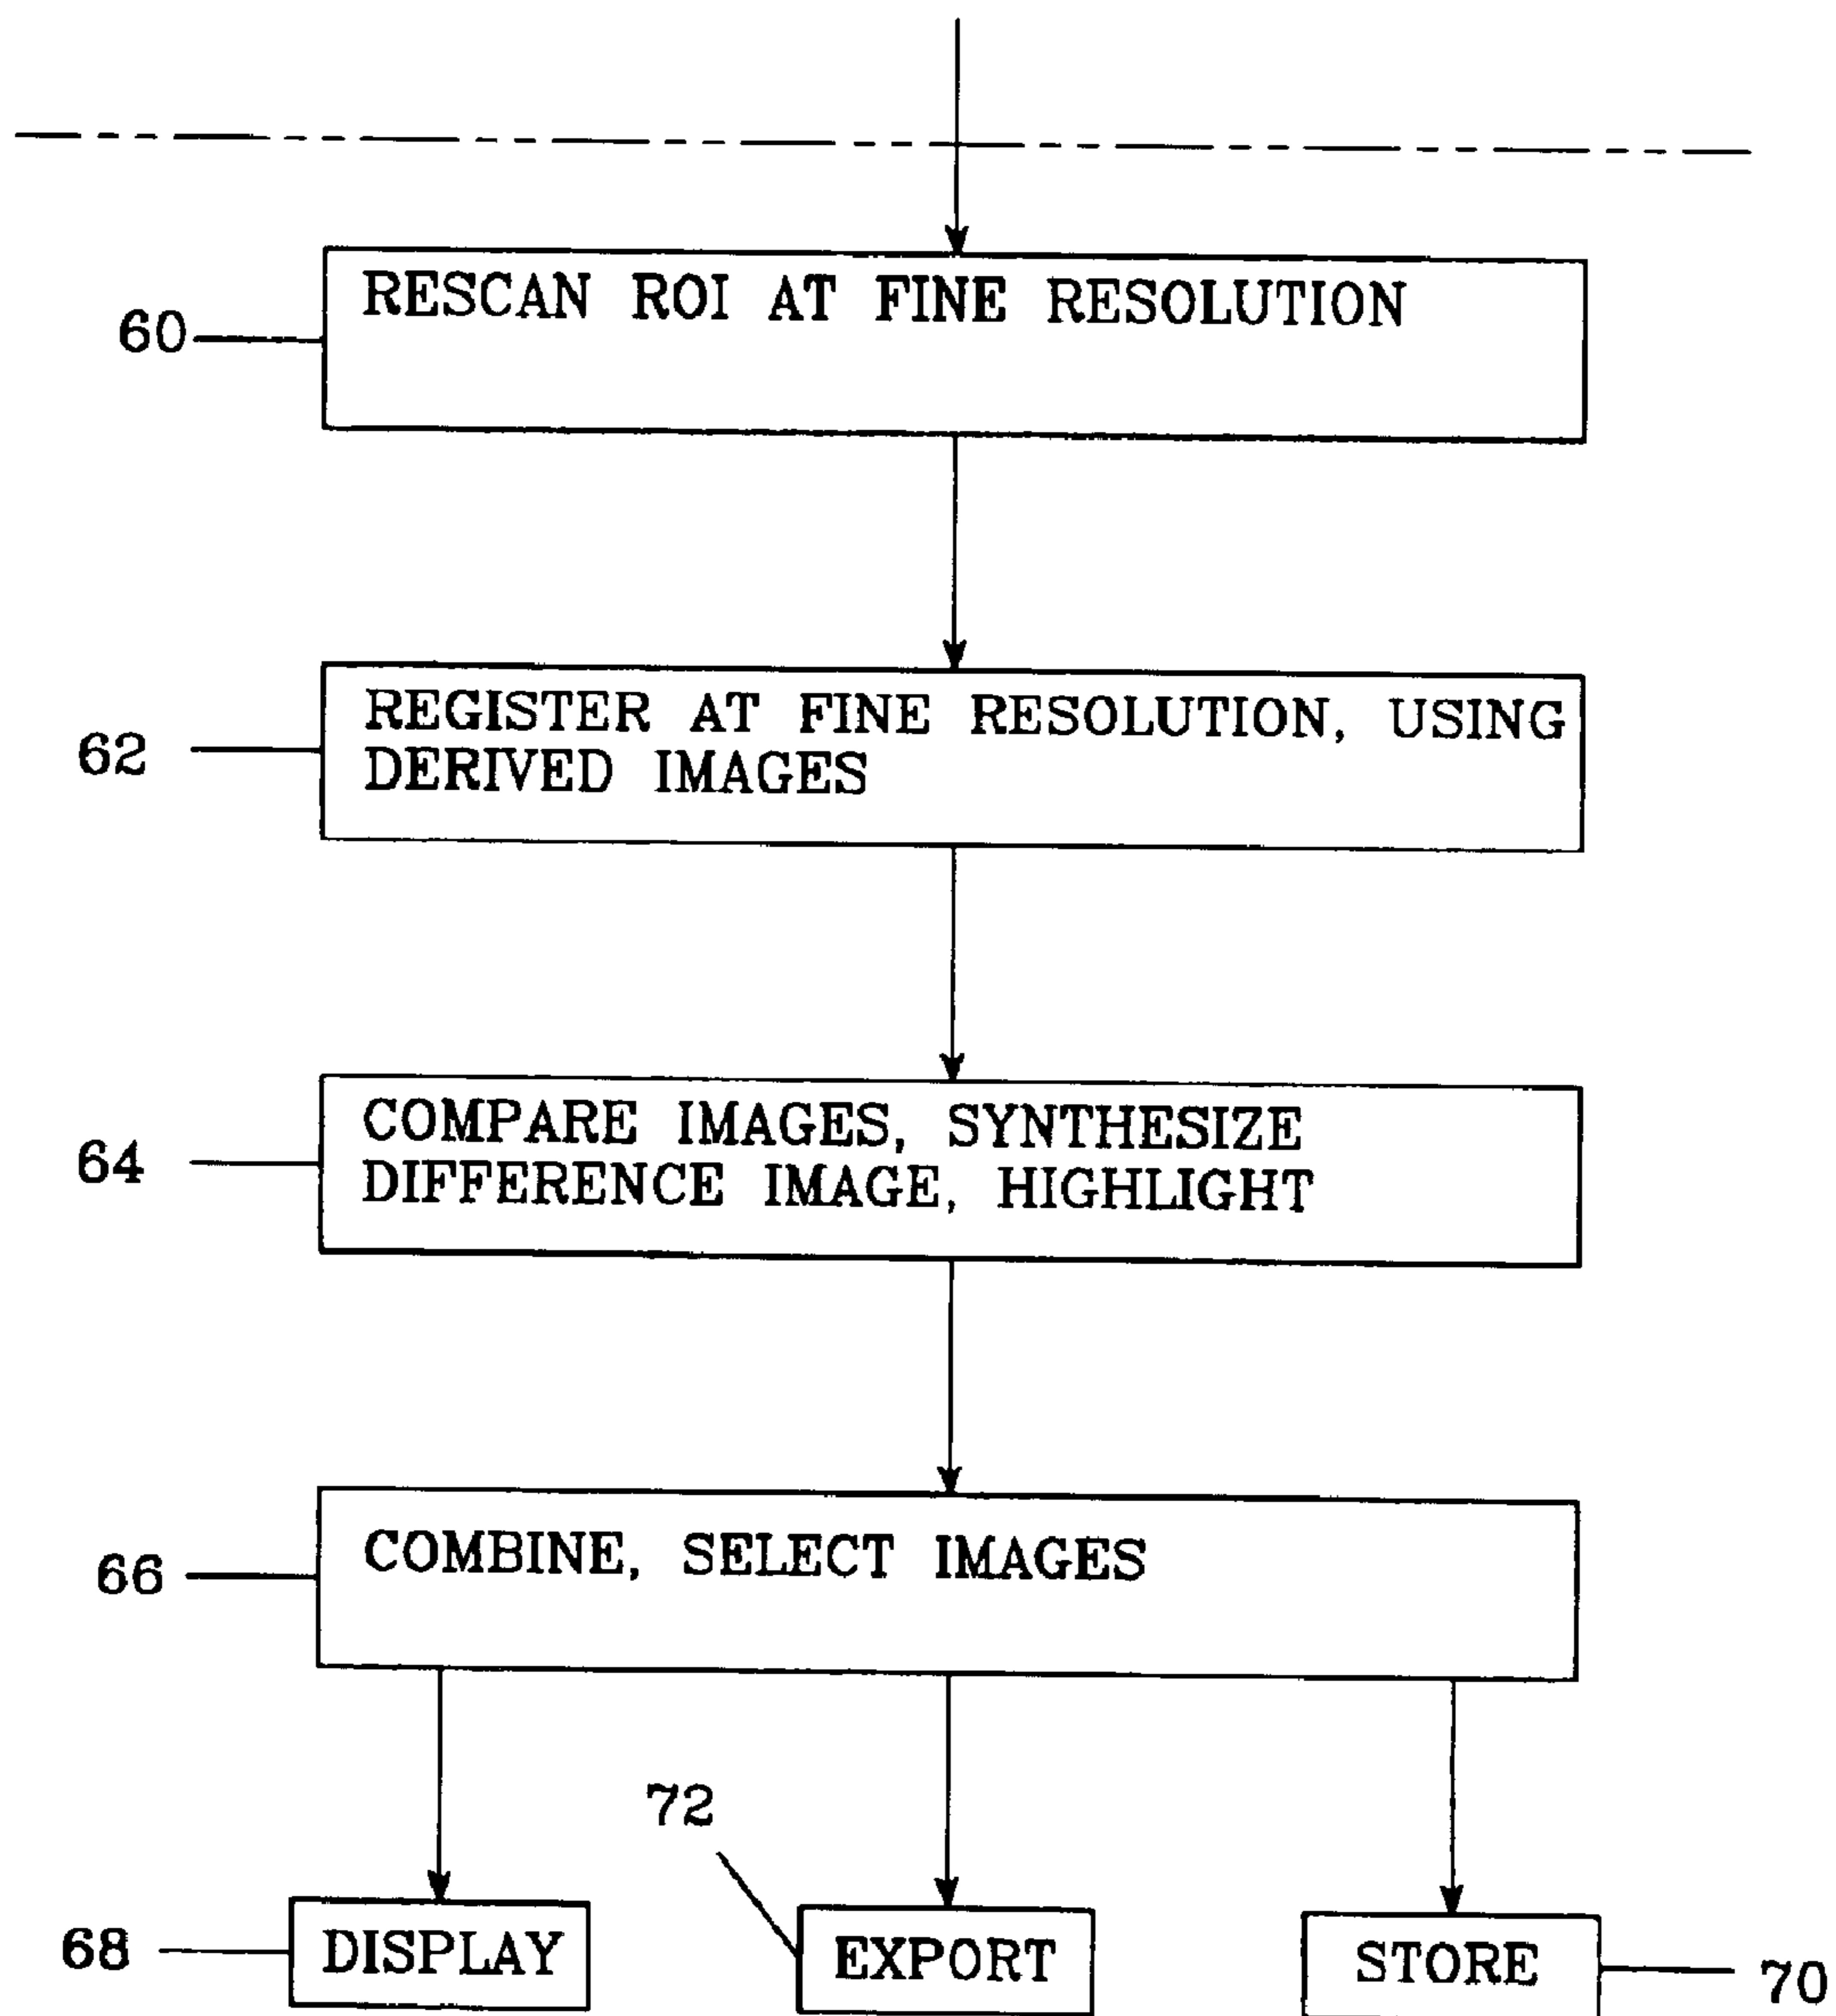 60
RESCAN ROI AT FINE RESOLUTION
62
REGISTER AT FINE RESOLUTION, USING
DERIVED IMAGES
64
COMPARE IMAGES, SYNTHESIZE
DIFFERENCE IMAGE, HIGHLIGHT
66
COMBINE, SELECT IMAGES
72
68
DISPLAY
EXPORT
STORE
70